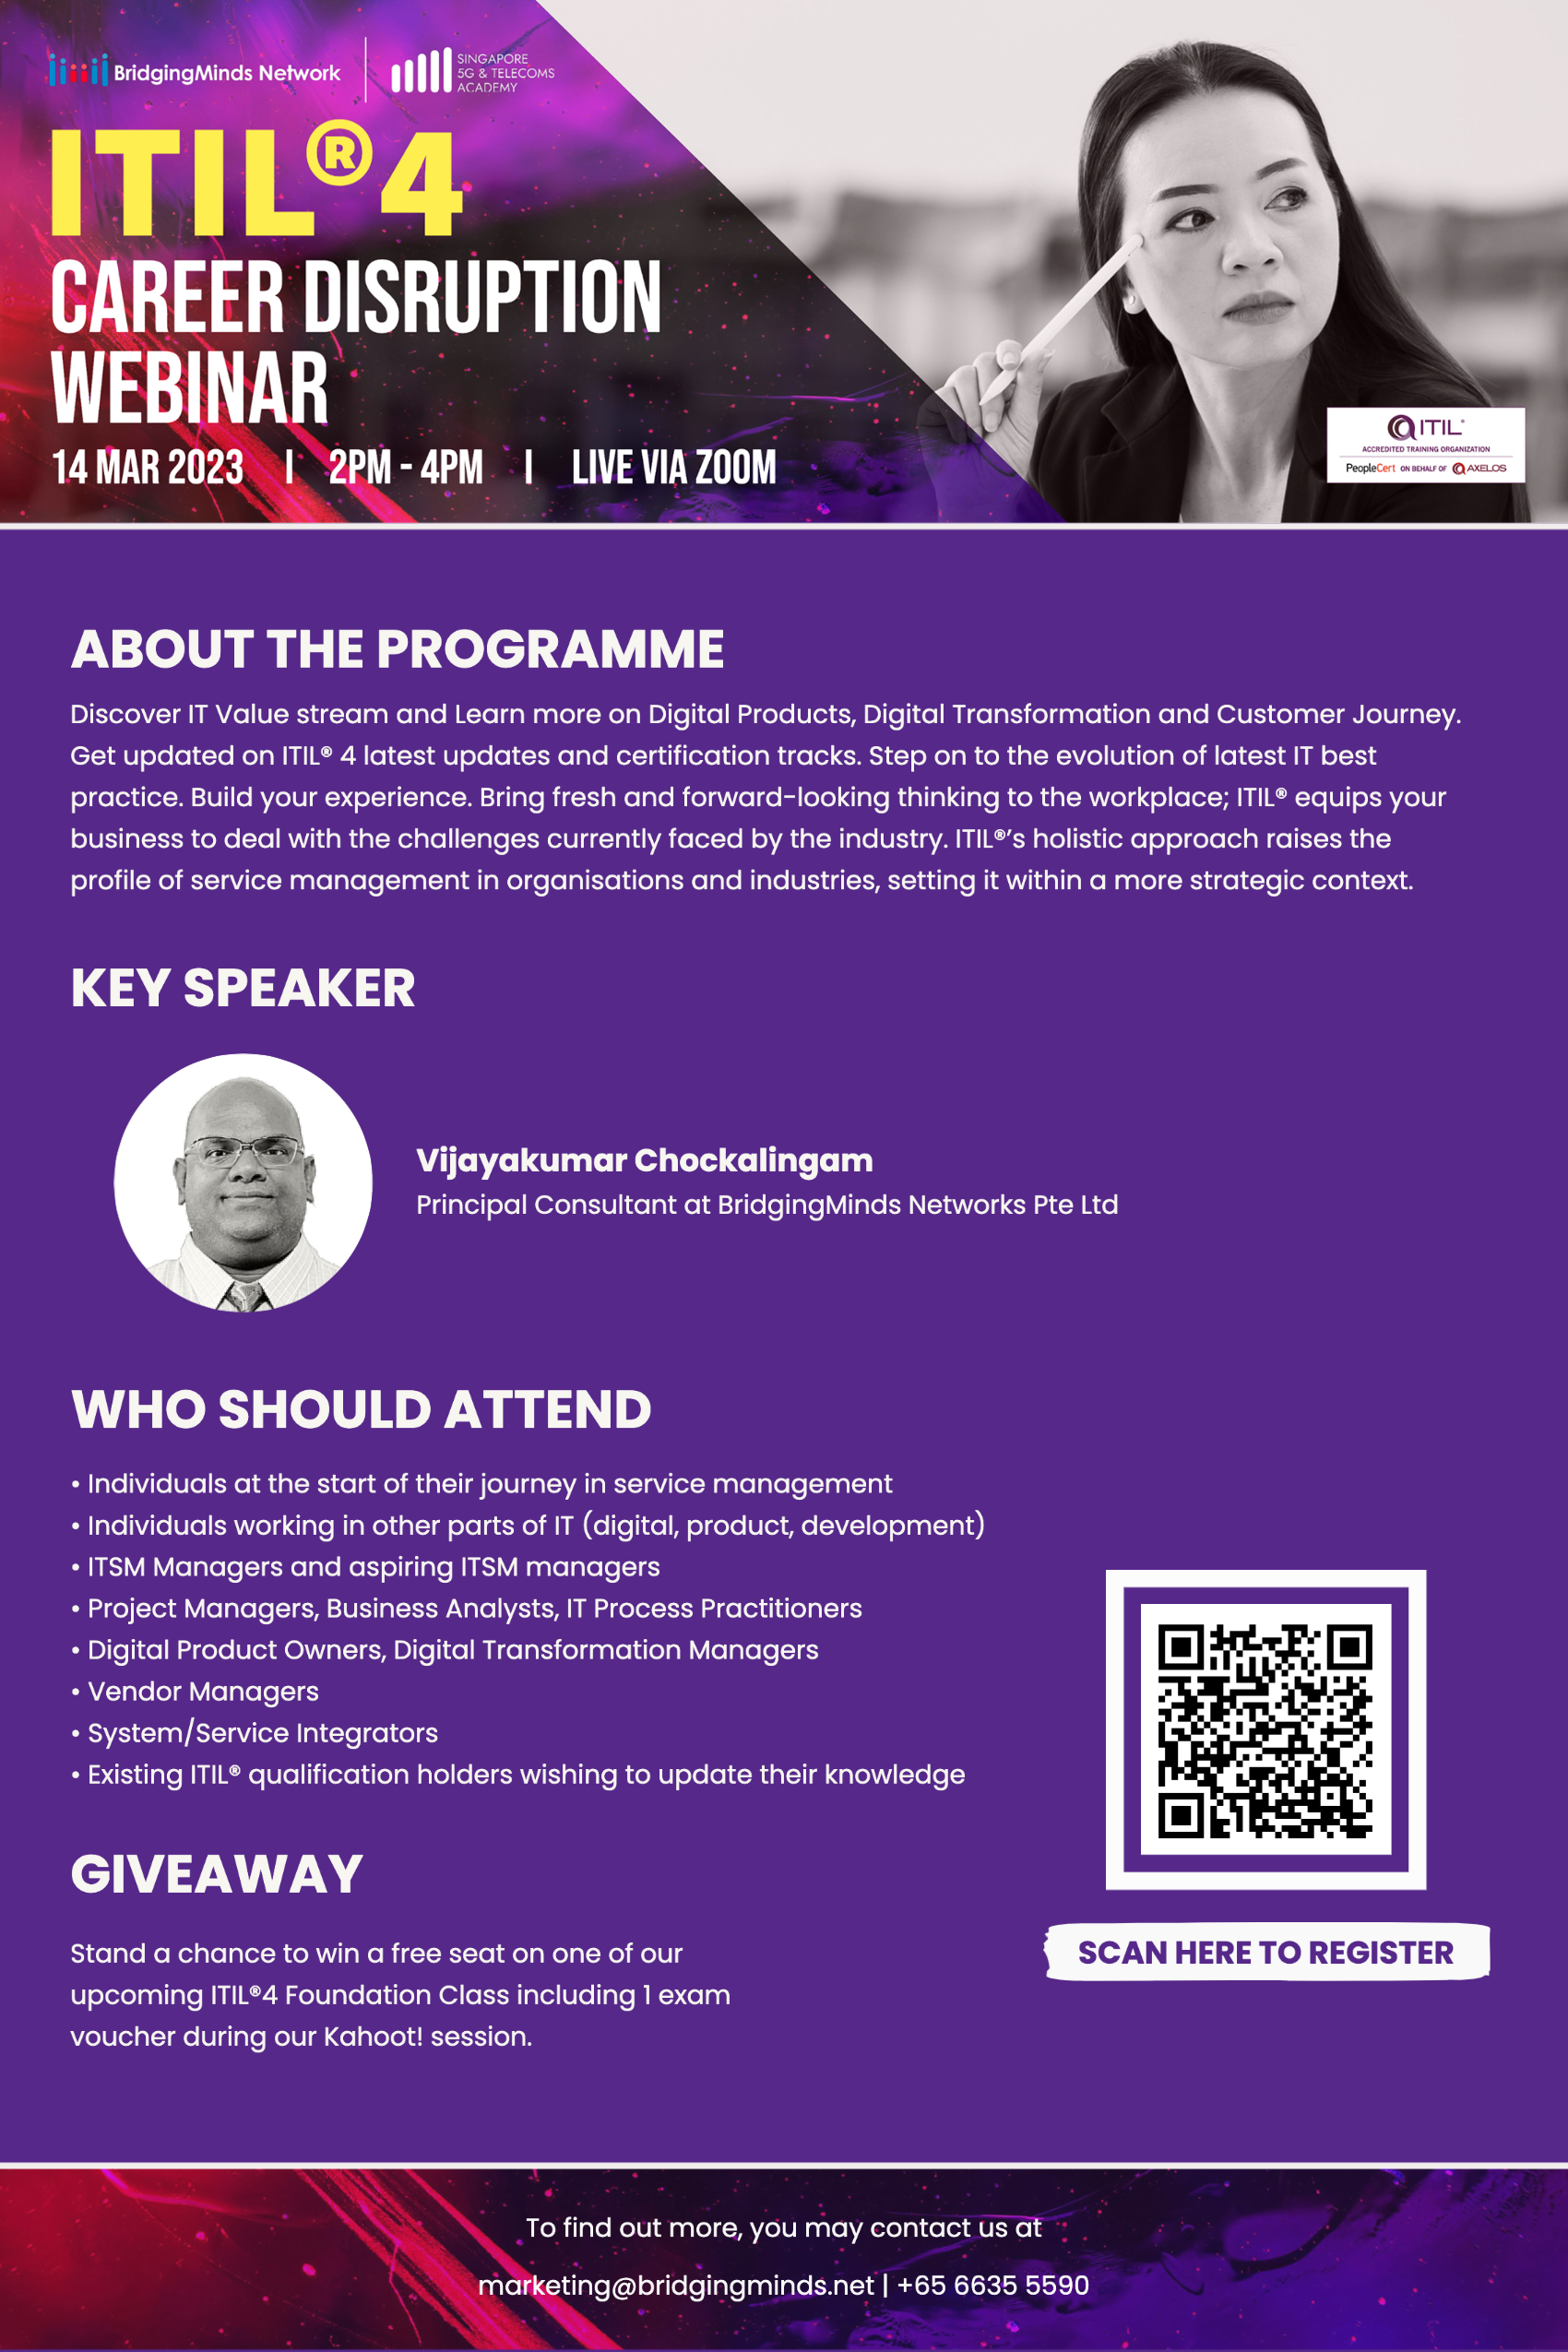 BridgingMinds Network
SINGAPORE
5G & TELECOMS
ACADEMY
ITIL®4
CAREER DISRUPTION
WEBINAR
14 MAR 2023 | 2PM - 4PM | LIVE VIA ZOOM
ITIL®
ACCREDITED TRAINING ORGANIZATION
PeopleCert ON BEHALF OF AXELOS
ABOUT THE PROGRAMME
Discover IT Value stream and Learn more on Digital Products, Digital Transformation and Customer Journey.
Get updated on ITIL® 4 latest updates and certification tracks. Step on to the evolution of latest IT best
practice. Build your experience. Bring fresh and forward-looking thinking to the workplace; ITIL® equips your
business to deal with the challenges currently faced by the industry. ITIL®'s holistic approach raises the
profile of service management in organisations and industries, setting it within a more strategic context.
KEY SPEAKER
Vijayakumar Chockalingam
Principal Consultant at BridgingMinds Networks Pte Ltd
WHO SHOULD ATTEND
• Individuals at the start of their journey in service management
• Individuals working in other parts of IT (digital, product, development)
• ITSM Managers and aspiring ITSM managers
• Project Managers, Business Analysts, IT Process Practitioners
• Digital Product Owners, Digital Transformation Managers
• Vendor Managers
• System/Service Integrators
• Existing ITIL® qualification holders wishing to update their knowledge
GIVEAWAY
Stand a chance to win a free seat on one of our
upcoming ITIL®4 Foundation Class including 1 exam
voucher during our Kahoot! session.
SCAN HERE TO REGISTER
To find out more, you may contact us at
marketing@bridgingminds.net | +65 6635 5590